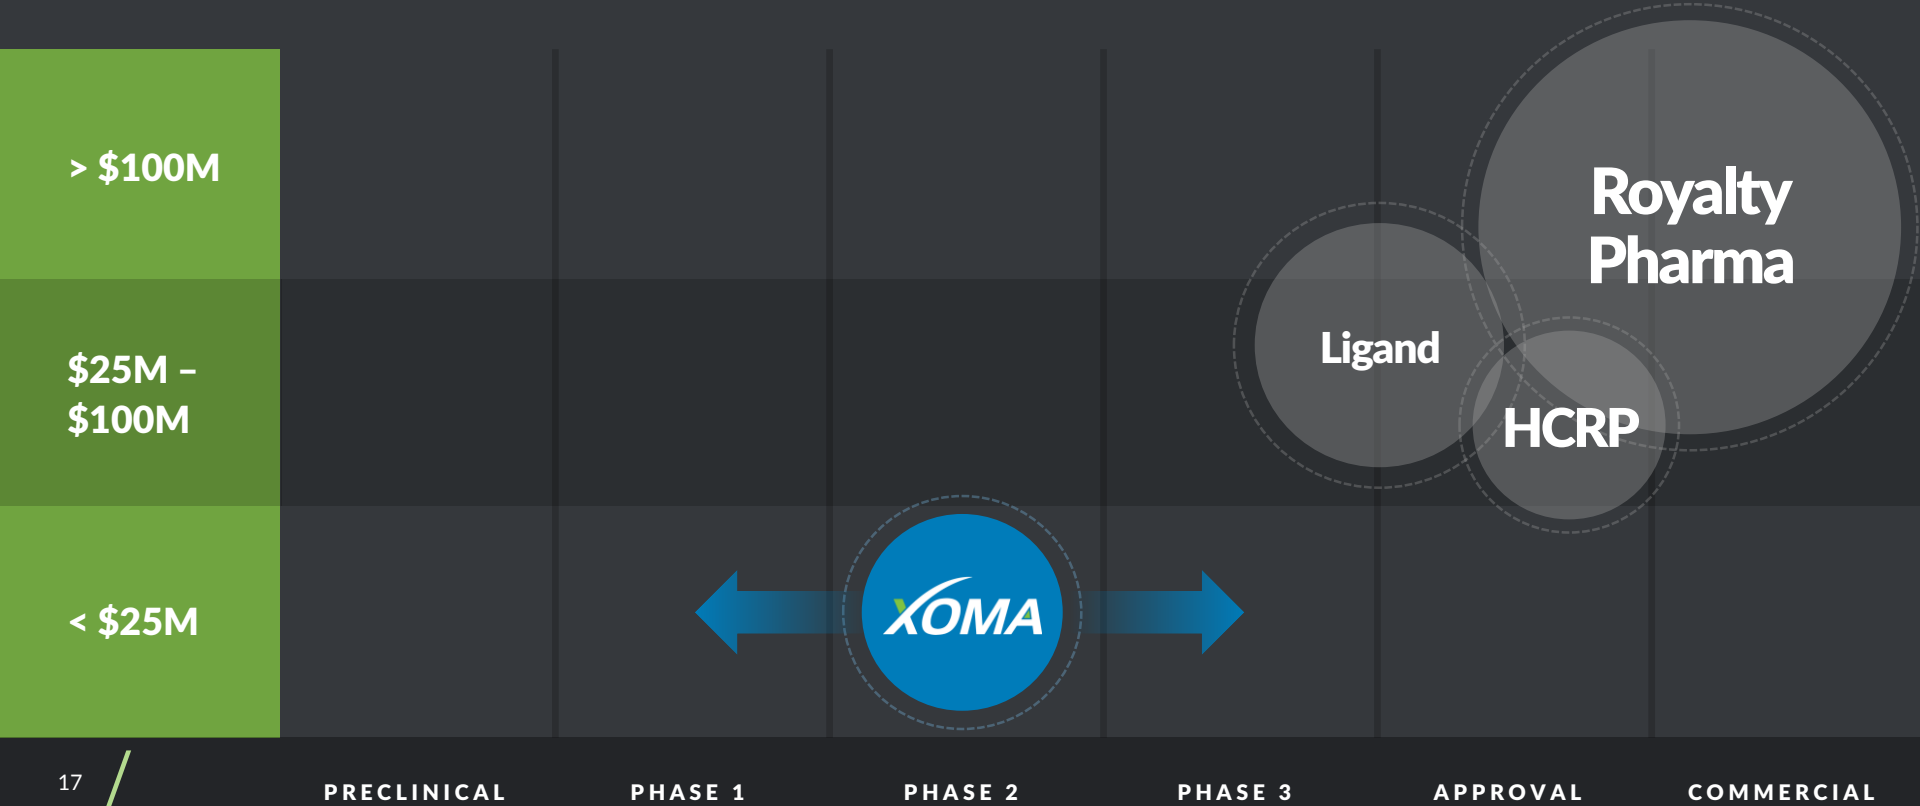 > $100M
$25M –
$100M
< $25M
Royalty
Pharma
Ligand
HCRP
XOMA
17
PRECLINICAL
PHASE 1
PHASE 2
PHASE 3
APPROVAL
COMMERCIAL